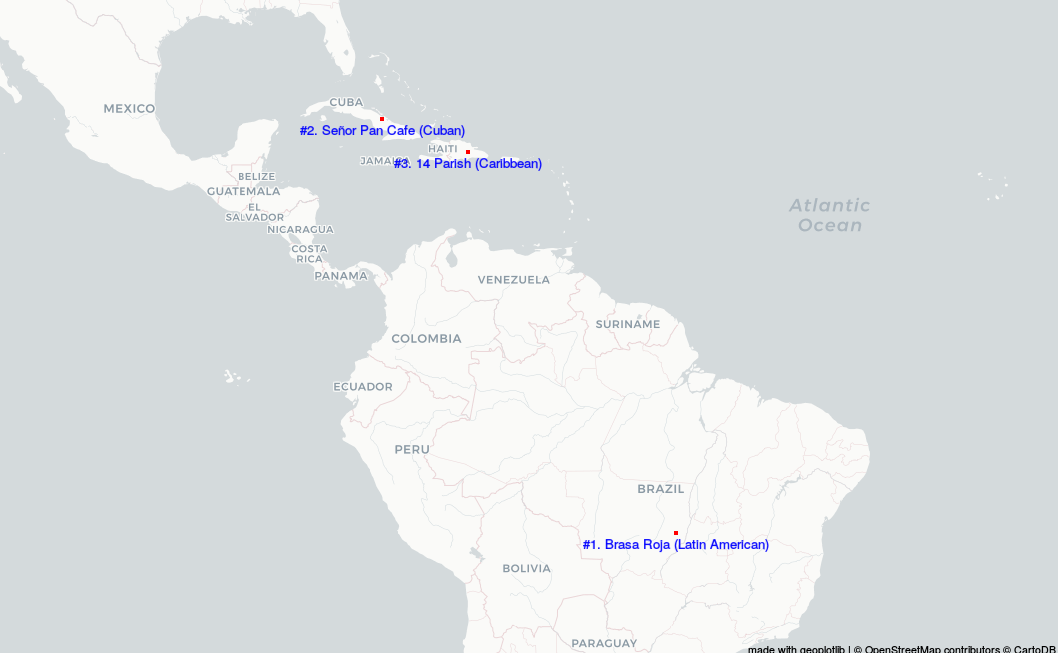 CUBA
MEXICO
#2. Señor Pan Cafe (Cuban)
HAITI
JAMAICA
#3. 14 Parish (Caribbean)
BELIZE
GUATEMALA
EL
SALVADOR
NICARAGUA
COSTA
RICA
PANAMA
Atlantic
Ocean
VENEZUELA
SURINAME
COLOMBIA
ECUADOR
PERU
BRAZIL
#1. Brasa Roja (Latin American)
BOLIVIA
PARAGUAY
made with geoplotlib | © OpenStreetMap contributors © CartoDB